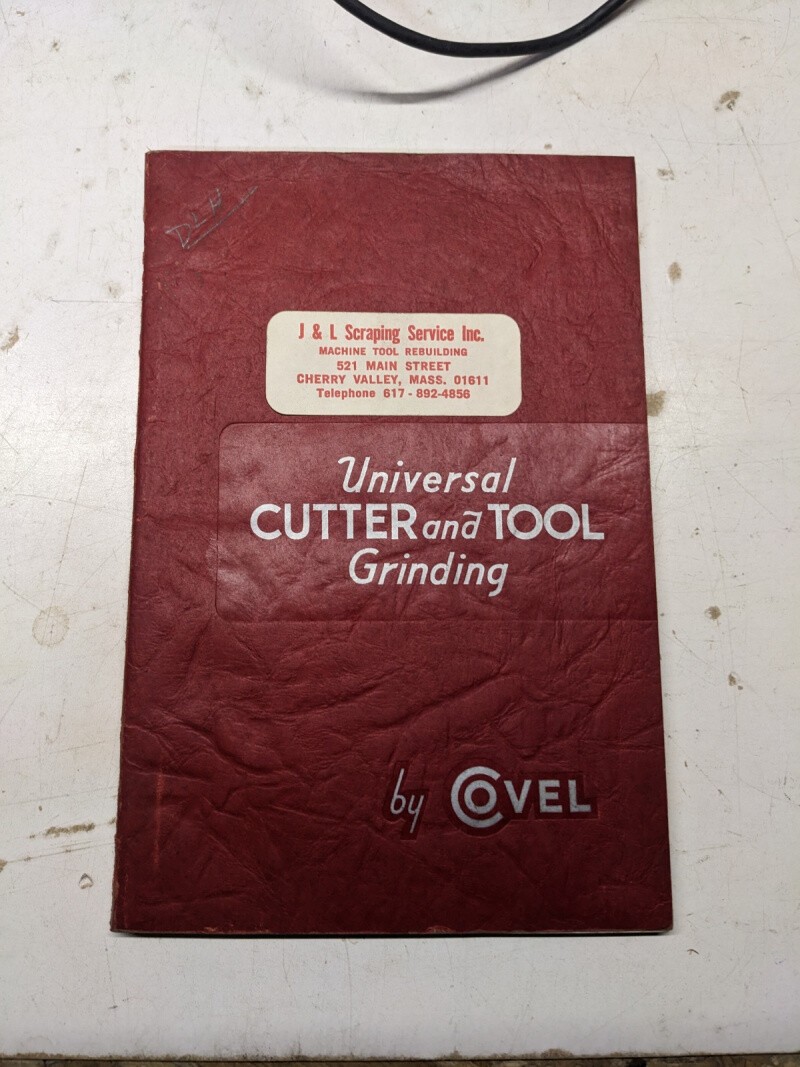 J & L Scraping Service Inc.
MACHINE TOOL REBUILDING
521 MAIN STREET
CHERRY VALLEY, MASS. 01611
Telephone 617 - 892-4856
Universal
CUTTER and TOOL
Grinding
by COVEL